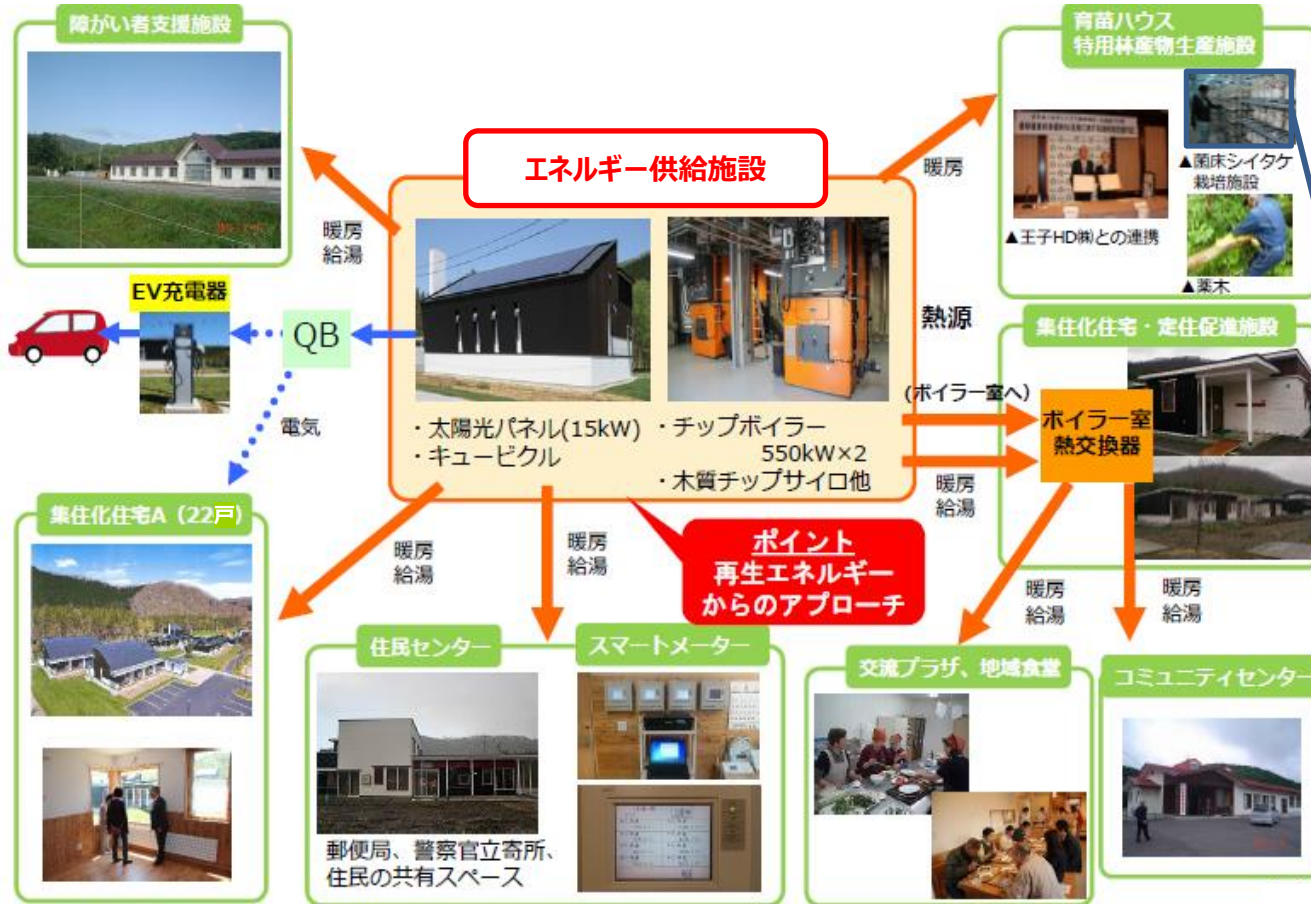 障がい者支援施設
育苗ハウス
特用林産物生産施設
エネルギー供給施設
暖房
▲菌床シイタケ
栽培施設
▲王子HD㈱との連携
▲薬木
暖房
給湯
EV充電器
QB
電気
熱源
集住化住宅・定住促進施設
(ボイラー室へ)
ボイラー室
熱交換器
・太陽光パネル(15kW)
・キュービクル
・チップボイラー
550kW×2
・木質チップサイロ他
暖房
給湯
集住化住宅A(22戸)
暖房
給湯
暖房
給湯
ポイント
再生エネルギー
からのアプローチ
暖房
給湯
暖房
給湯
住民センター
スマートメーター
交流プラザ、地域食堂
コミュニティセンター
郵便局、警察官立寄所、
住民の共有スペース